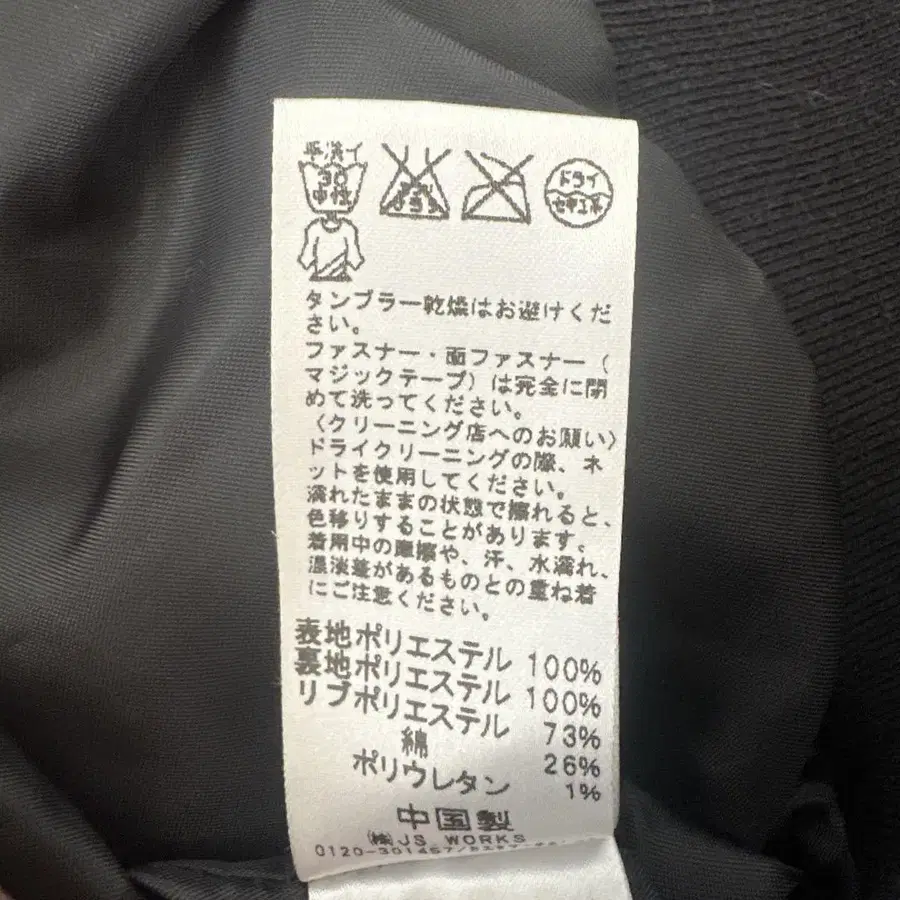 手洗イ
30
中性
エンソサラシ
ドライ
セキユ系
タンブラー乾燥はお避けくだ
さい。
ファスナー・面ファスナー(
マジックテープ)は完全に閉
めて洗ってください。
〈クリーニング店へのお願い〉
ドライクリーニングの際、ネ
ットを使用してください。
濡れたままの状態で擦れると、
色移りすることがあります。
着用中の摩擦や、汗、水濡れ、
濃淡差があるものとの重ね着
にご注意ください。
表地ポリエステル 100%
裏地ポリエステル 100%
リブポリエステル 73%
綿 26%
ポリウレタン 1%
中国製
㈱JS WORKS
0120-301457/